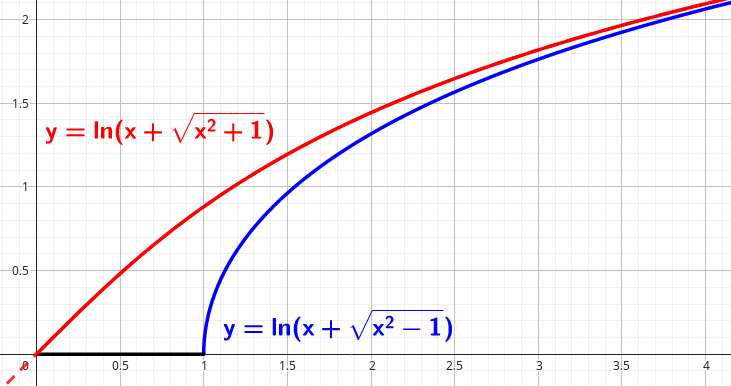 2
1.5
y = ln(x + √(x² + 1))
1
0.5
y = ln(x + √(x² − 1))
0 0.5 1 1.5 2 2.5 3 3.5 4